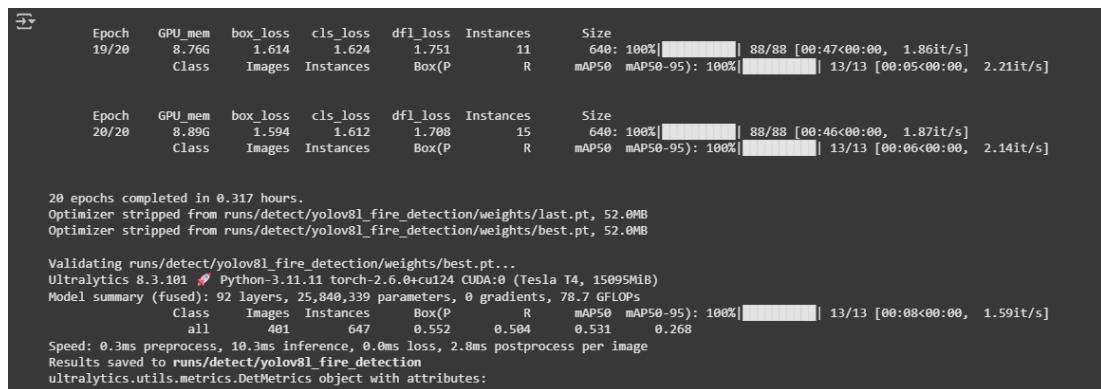 Epoch GPU_mem box_loss cls_loss dfl_loss Instances Size
19/20 8.76G 1.614 1.624 1.751 11 640: 100%|██████████| 88/88 [00:47<00:00, 1.86it/s]
Class Images Instances Box(P R mAP50 mAP50-95): 100%|██████████| 13/13 [00:05<00:00, 2.21it/s]
Epoch GPU_mem box_loss cls_loss dfl_loss Instances Size
20/20 8.89G 1.594 1.612 1.708 15 640: 100%|██████████| 88/88 [00:46<00:00, 1.87it/s]
Class Images Instances Box(P R mAP50 mAP50-95): 100%|██████████| 13/13 [00:06<00:00, 2.14it/s]
20 epochs completed in 0.317 hours.
Optimizer stripped from runs/detect/yolov8l_fire_detection/weights/last.pt, 52.0MB
Optimizer stripped from runs/detect/yolov8l_fire_detection/weights/best.pt, 52.0MB
Validating runs/detect/yolov8l_fire_detection/weights/best.pt...
Ultralytics 8.3.101 🚀 Python-3.11.11 torch-2.6.0+cu124 CUDA:0 (Tesla T4, 15095MiB)
Model summary (fused): 92 layers, 25,840,339 parameters, 0 gradients, 78.7 GFLOPs
Class Images Instances Box(P R mAP50 mAP50-95): 100%|██████████| 13/13 [00:08<00:00, 1.59it/s]
all 401 647 0.552 0.504 0.531 0.268
Speed: 0.3ms preprocess, 10.3ms inference, 0.0ms loss, 2.8ms postprocess per image
Results saved to runs/detect/yolov8l_fire_detection
ultralytics.utils.metrics.DetMetrics object with attributes: